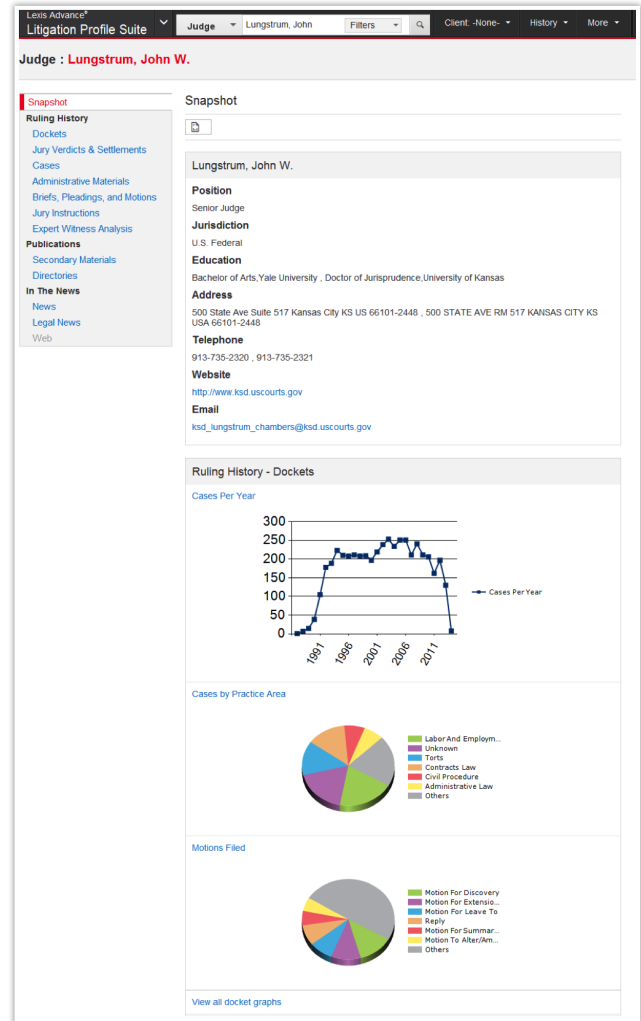 Lexis Advance®
Litigation Profile Suite
Judge
Lungstrum, John
Filters
Client: -None-
History
More
Judge : Lungstrum, John W.
Snapshot
Ruling History
Dockets
Jury Verdicts & Settlements
Cases
Administrative Materials
Briefs, Pleadings, and Motions
Jury Instructions
Expert Witness Analysis
Publications
Secondary Materials
Directories
In The News
News
Legal News
Web
Snapshot
Lungstrum, John W.
Position
Senior Judge
Jurisdiction
U.S. Federal
Education
Bachelor of Arts,Yale University , Doctor of Jurisprudence,University of Kansas
Address
500 State Ave Suite 517 Kansas City KS US 66101-2448 , 500 STATE AVE RM 517 KANSAS CITY KS
USA 66101-2448
Telephone
913-735-2320 , 913-735-2321
Website
http://www.ksd.uscourts.gov
Email
ksd_lungstrum_chambers@ksd.uscourts.gov
Ruling History - Dockets
Cases Per Year
300
250
200
150
100
50
0
1991
1996
2001
2006
2011
Cases Per Year
Cases by Practice Area
Labor And Employm...
Unknown
Torts
Contracts Law
Civil Procedure
Administrative Law
Others
Motions Filed
Motion For Discovery
Motion For Extensio...
Motion For Leave To
Reply
Motion For Summar...
Motion To Alter/Am...
Others
View all docket graphs